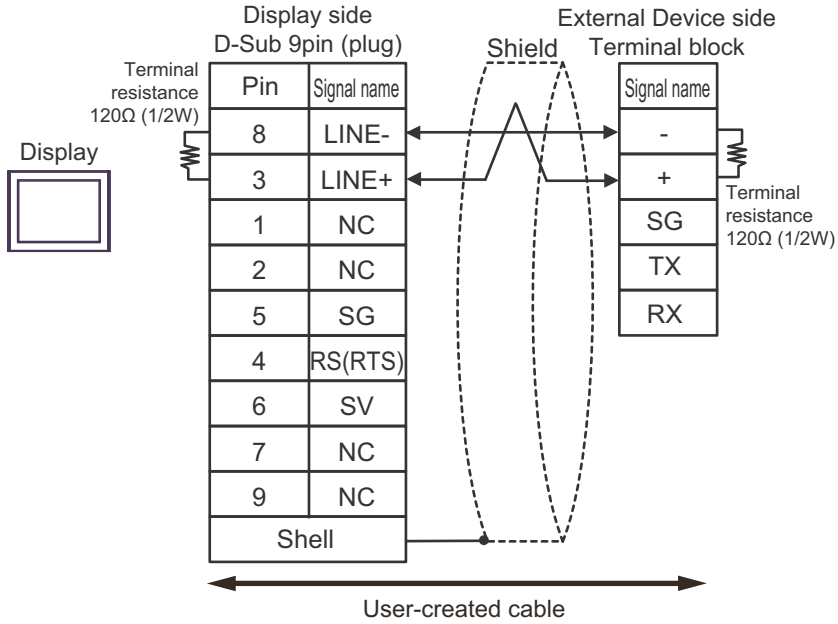 Display side
D-Sub 9pin (plug)
External Device side
Terminal block
Shield
Terminal
resistance
120Ω (1/2W)
Display
Pin Signal name
8 LINE-
3 LINE+
1 NC
2 NC
5 SG
4 RS(RTS)
6 SV
7 NC
9 NC
Shell
Signal name
-
+
SG
TX
RX
Terminal
resistance
120Ω (1/2W)
User-created cable